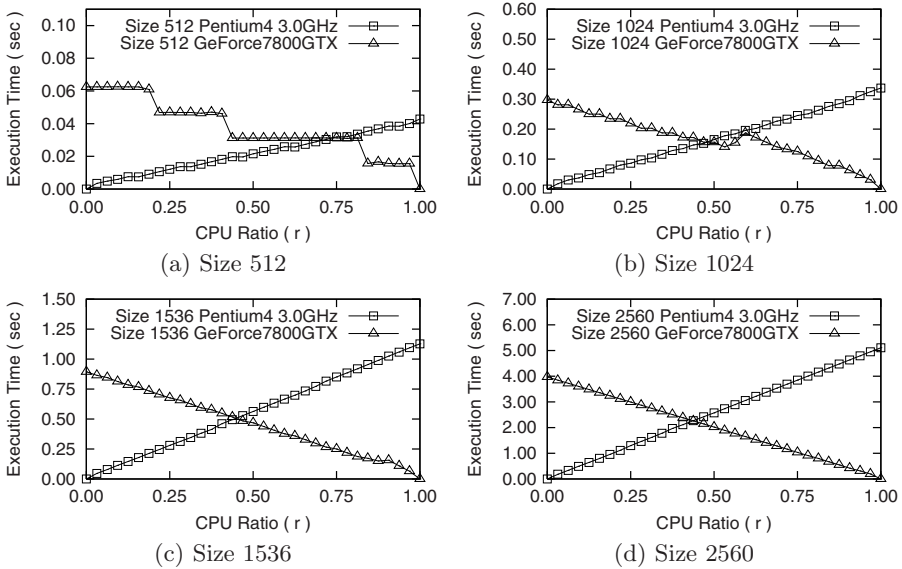 Size 512 Pentium4 3.0GHz
Size 512 GeForce7800GTX
Execution Time ( sec )
0.10
0.08
0.06
0.04
0.02
0.00
0.00 0.25 0.50 0.75 1.00
CPU Ratio ( r )
(a) Size 512
Size 1024 Pentium4 3.0GHz
Size 1024 GeForce7800GTX
Execution Time ( sec )
0.60
0.50
0.40
0.30
0.20
0.10
0.00
0.00 0.25 0.50 0.75 1.00
CPU Ratio ( r )
(b) Size 1024
Size 1536 Pentium4 3.0GHz
Size 1536 GeForce7800GTX
Execution Time ( sec )
1.50
1.25
1.00
0.75
0.50
0.25
0.00
0.00 0.25 0.50 0.75 1.00
CPU Ratio ( r )
(c) Size 1536
Size 2560 Pentium4 3.0GHz
Size 2560 GeForce7800GTX
Execution Time ( sec )
7.00
6.00
5.00
4.00
3.00
2.00
1.00
0.00
0.00 0.25 0.50 0.75 1.00
CPU Ratio ( r )
(d) Size 2560